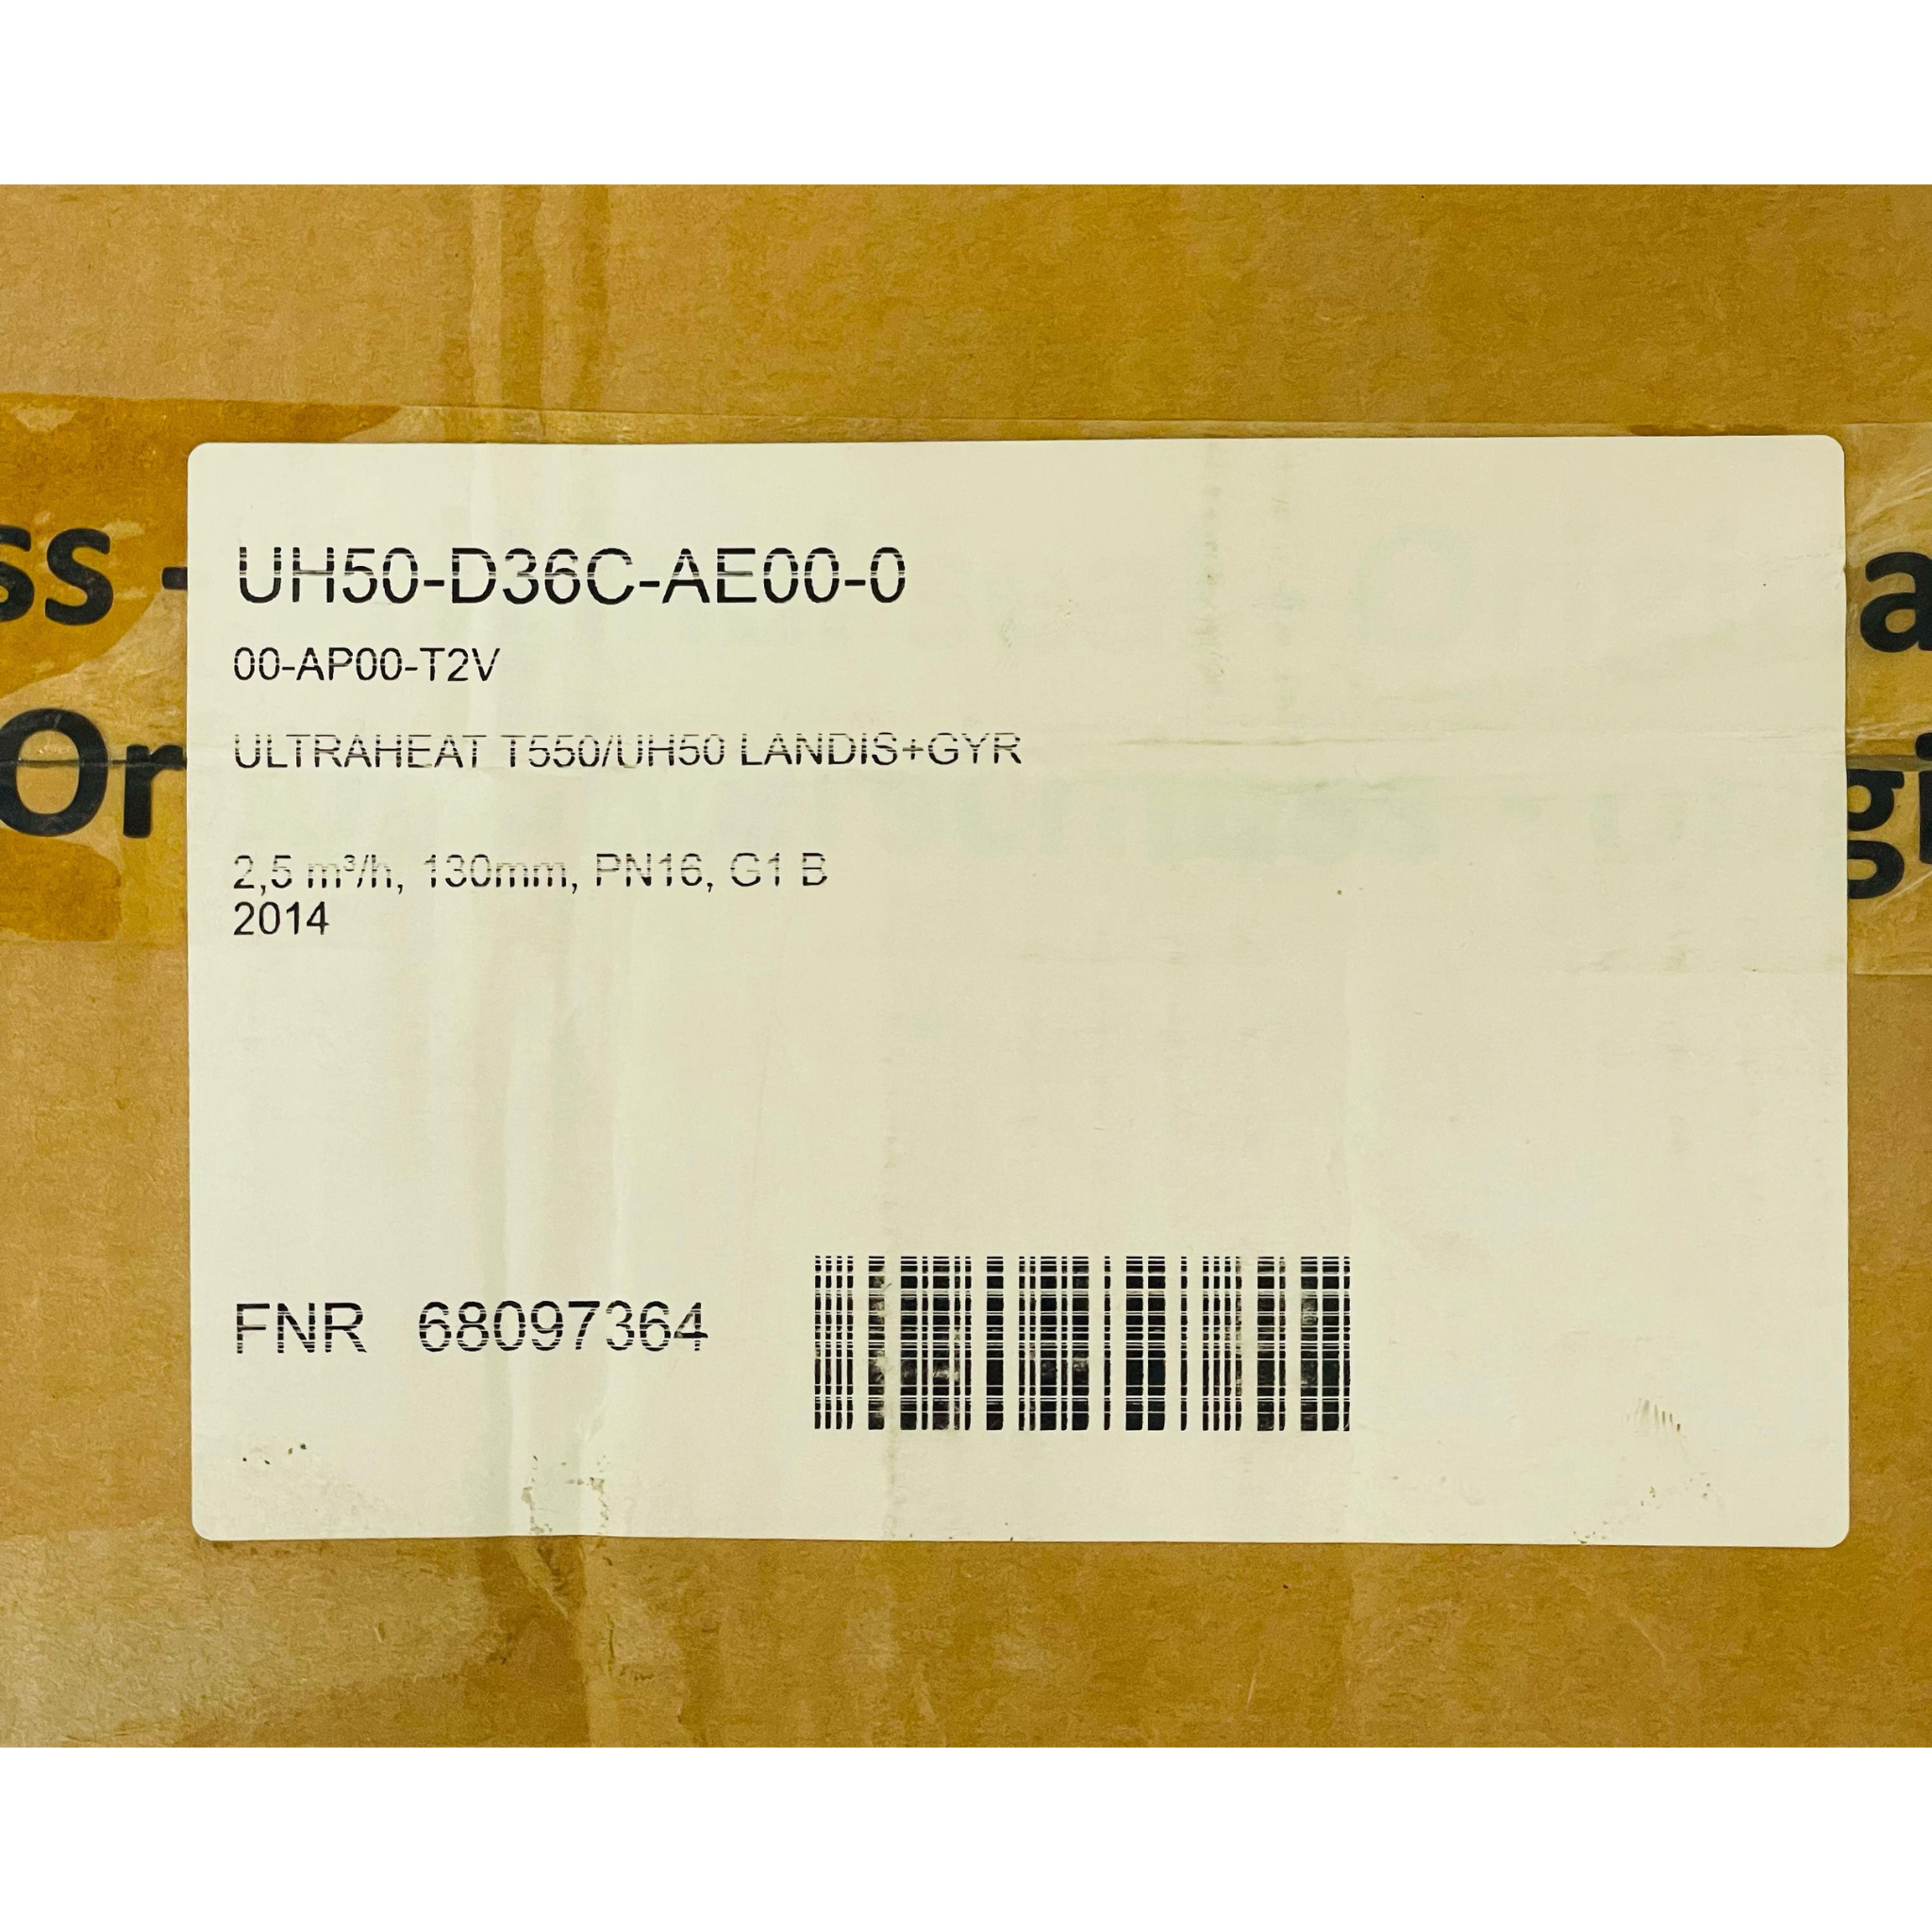 UH50-D36C-AE00-0
00-AP00-T2V
ULTRAHEAT T550/UH50 LANDIS+GYR
2,5 m³/h, 130mm, PN16, G1 B
2014
FNR 68097364